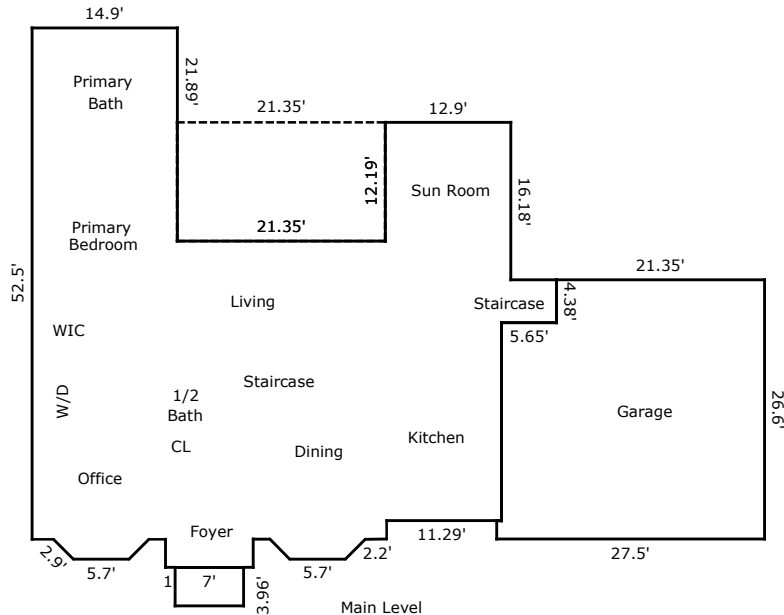 14.9'
Primary
Bath
21.89'
21.35'
12.9'
12.19'
Sun Room
16.18'
Primary
Bedroom
21.35'
52.5'
Living
Staircase
4.38'
21.35'
5.65'
WIC
W/D
Staircase
1/2
Bath
CL
Dining
Kitchen
Garage
26.6'
Office
Foyer
2.9'
5.7'
1
7'
3.96'
5.7'
2.2'
11.29'
27.5'
Main Level